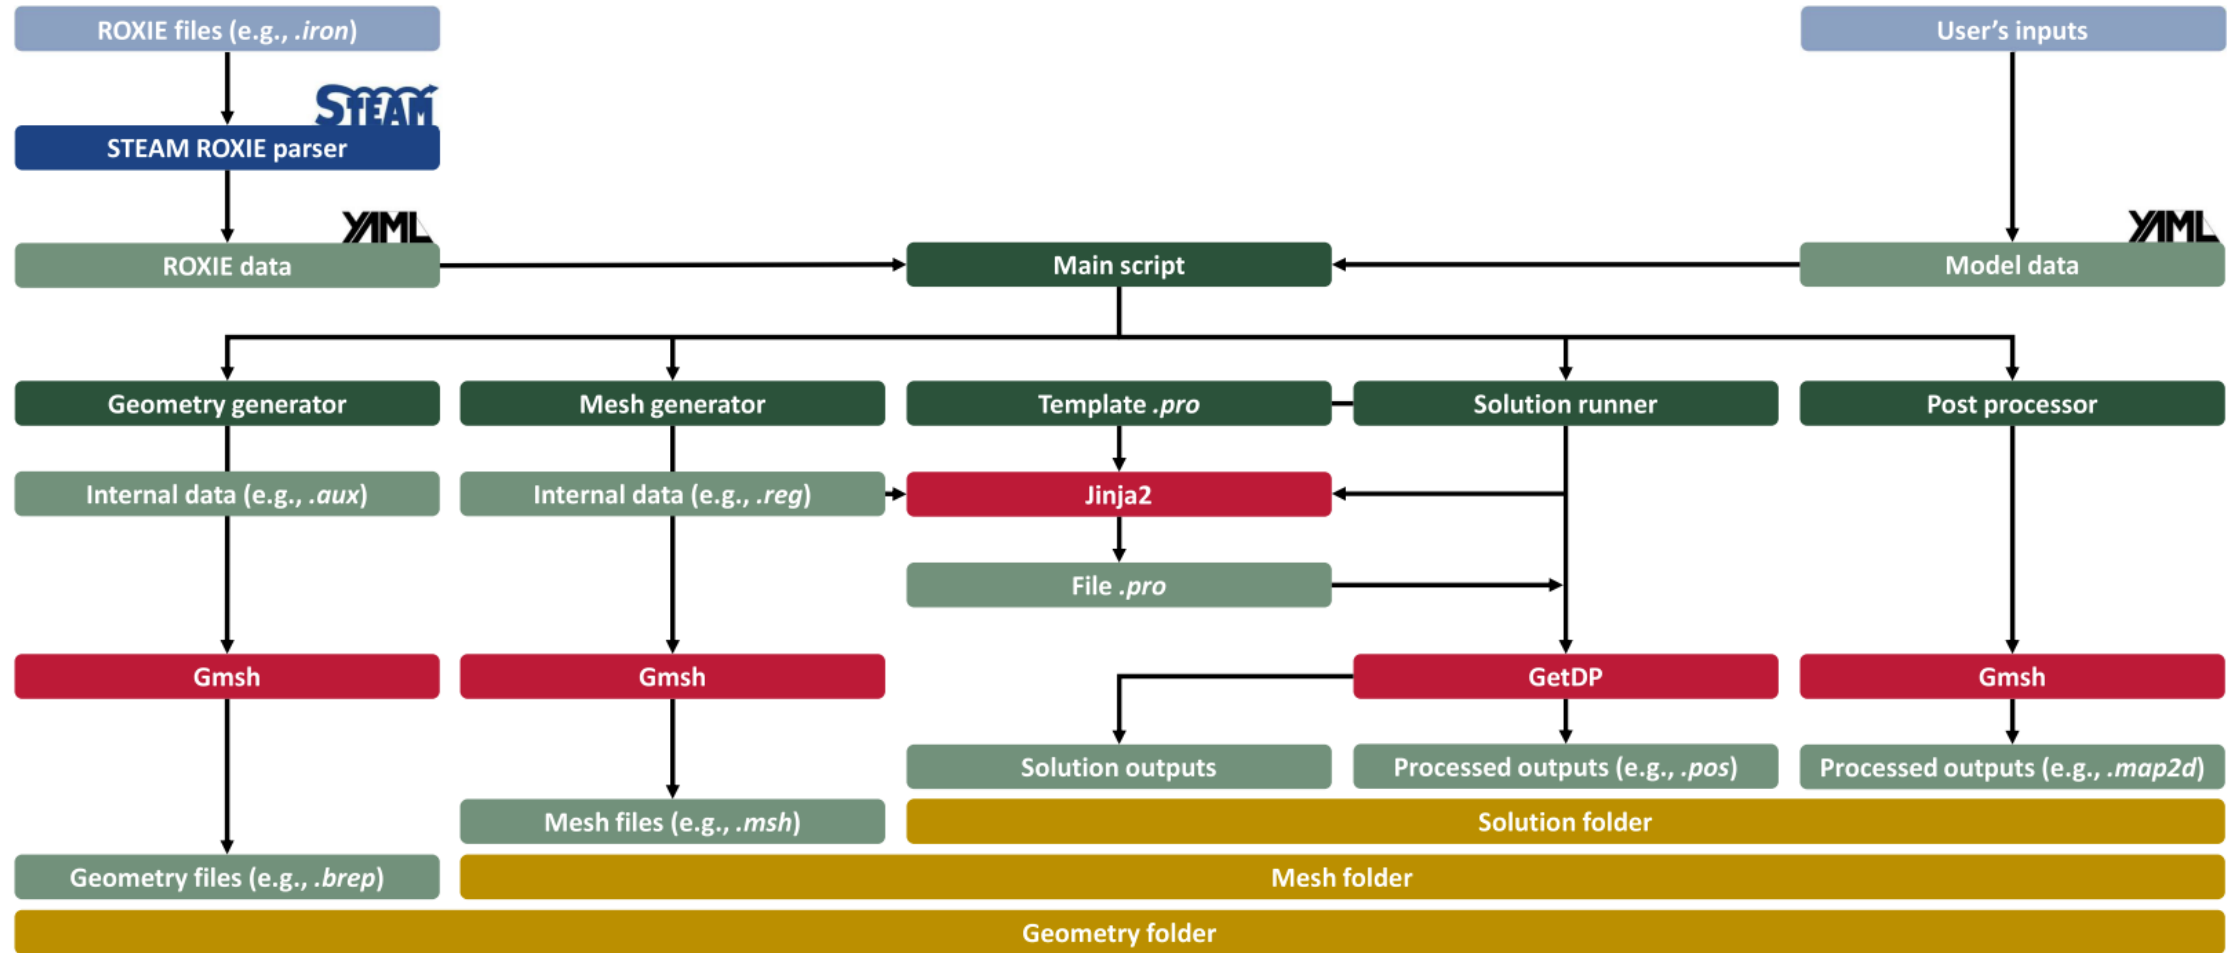 ROXIE files (e.g., .iron)
User's inputs
STEAM
STEAM ROXIE parser
YAML
YAML
ROXIE data
Main script
Model data
Geometry generator
Mesh generator
Template .pro
Solution runner
Post processor
Internal data (e.g., .aux)
Internal data (e.g., .reg)
Jinja2
File .pro
Gmsh
Gmsh
GetDP
Gmsh
Solution outputs
Processed outputs (e.g., .pos)
Processed outputs (e.g., .map2d)
Mesh files (e.g., .msh)
Solution folder
Geometry files (e.g., .brep)
Mesh folder
Geometry folder